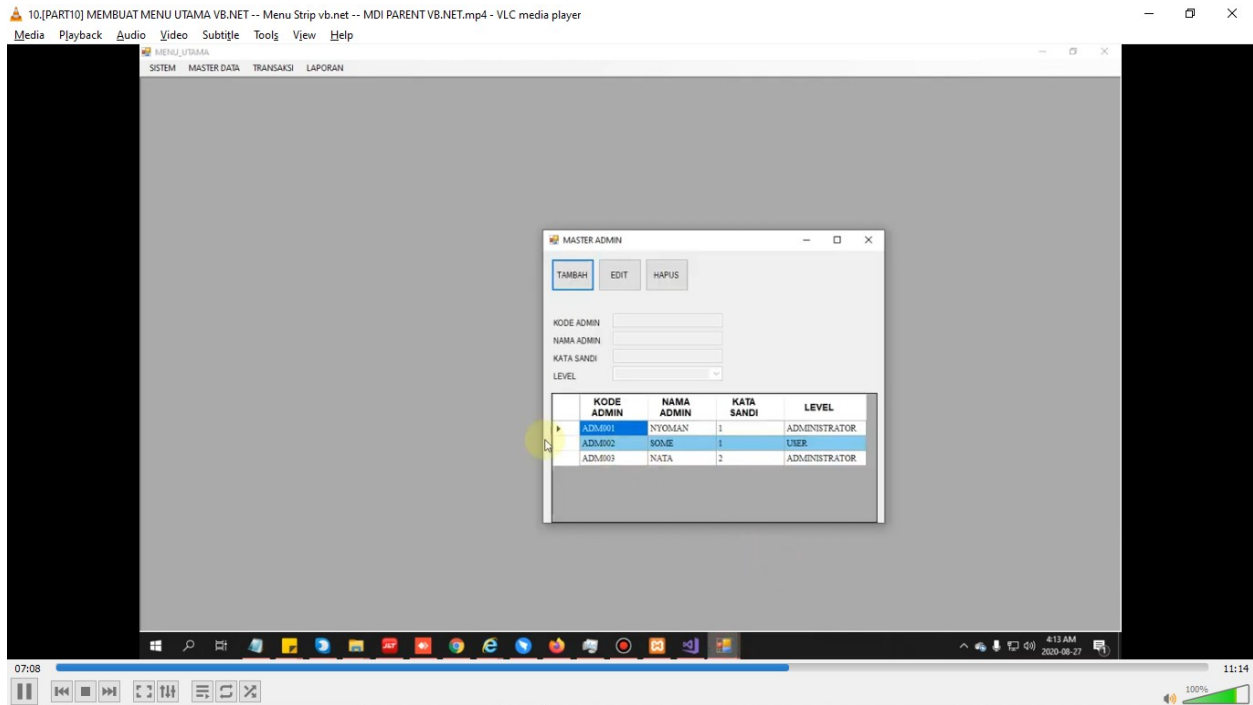 10.[PART10] MEMBUAT MENU UTAMA VB.NET -- Menu Strip vb.net -- MDI PARENT VB.NET.mp4 - VLC media player
Media Playback Audio Video Subtitle Tools View Help
MENU_UTAMA
SISTEM MASTER DATA TRANSAKSI LAPORAN
MASTER ADMIN
TAMBAH EDIT HAPUS
KODE ADMIN
NAMA ADMIN
KATA SANDI
LEVEL
KODE ADMIN NAMA ADMIN KATA SANDI LEVEL
ADM001 NYOMAN 1 ADMINISTRATOR
ADM002 SOME 1 USER
ADM003 NATA 2 ADMINISTRATOR
4:13 AM
2020-08-27
07:08 11:14
100%